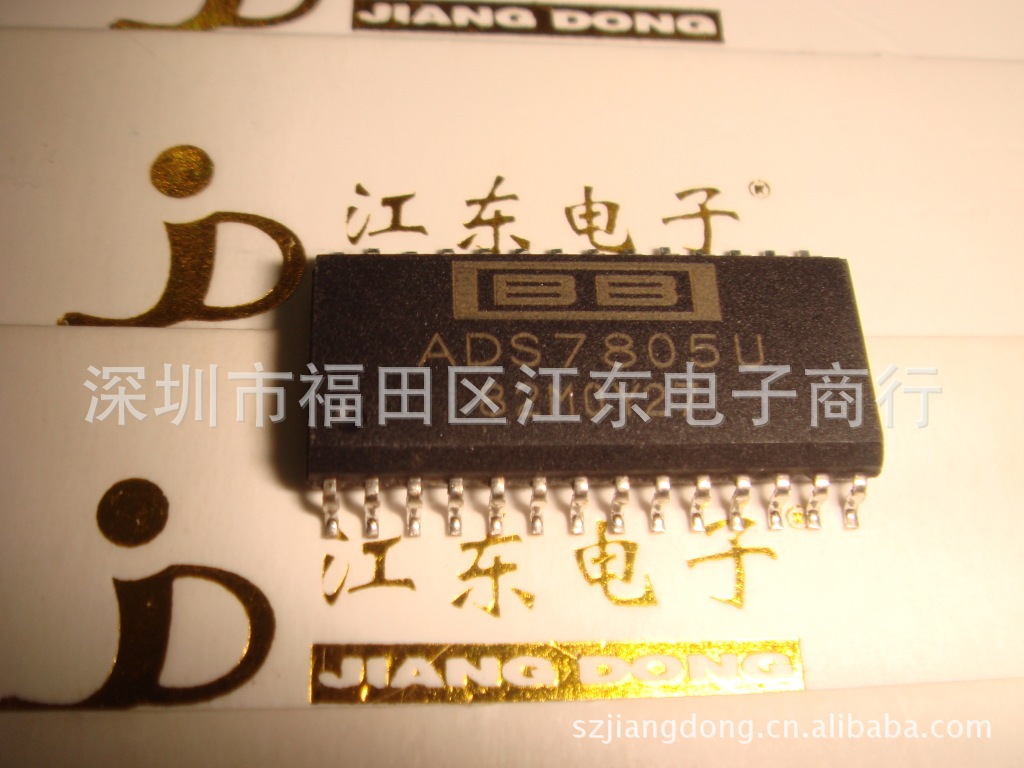 JIANG DONG
江东电子®
BB
ADS7805U
深圳市福田区江东电子商行
江东电子
JIANG DONG
szjiangdong.cn.alibaba.com